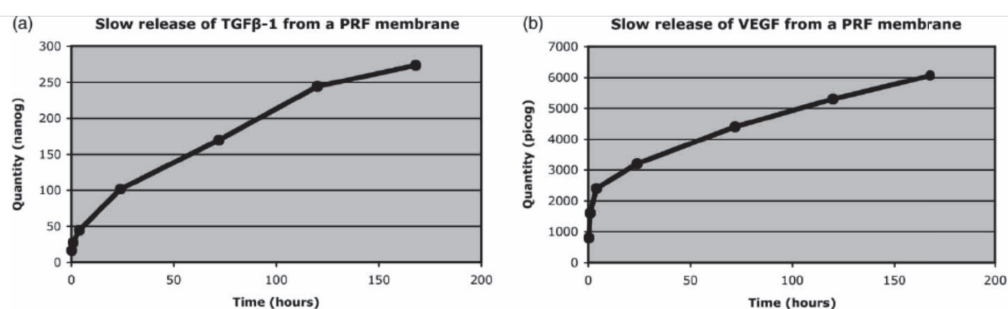 (a) Slow release of TGFβ-1 from a PRF membrane
300
250
200
150
100
50
0
Quantity (nanog)
0 50 100 150 200
Time (hours)
(b) Slow release of VEGF from a PRF membrane
7000
6000
5000
4000
3000
2000
1000
0
Quantity (picog)
0 50 100 150 200
Time (hours)